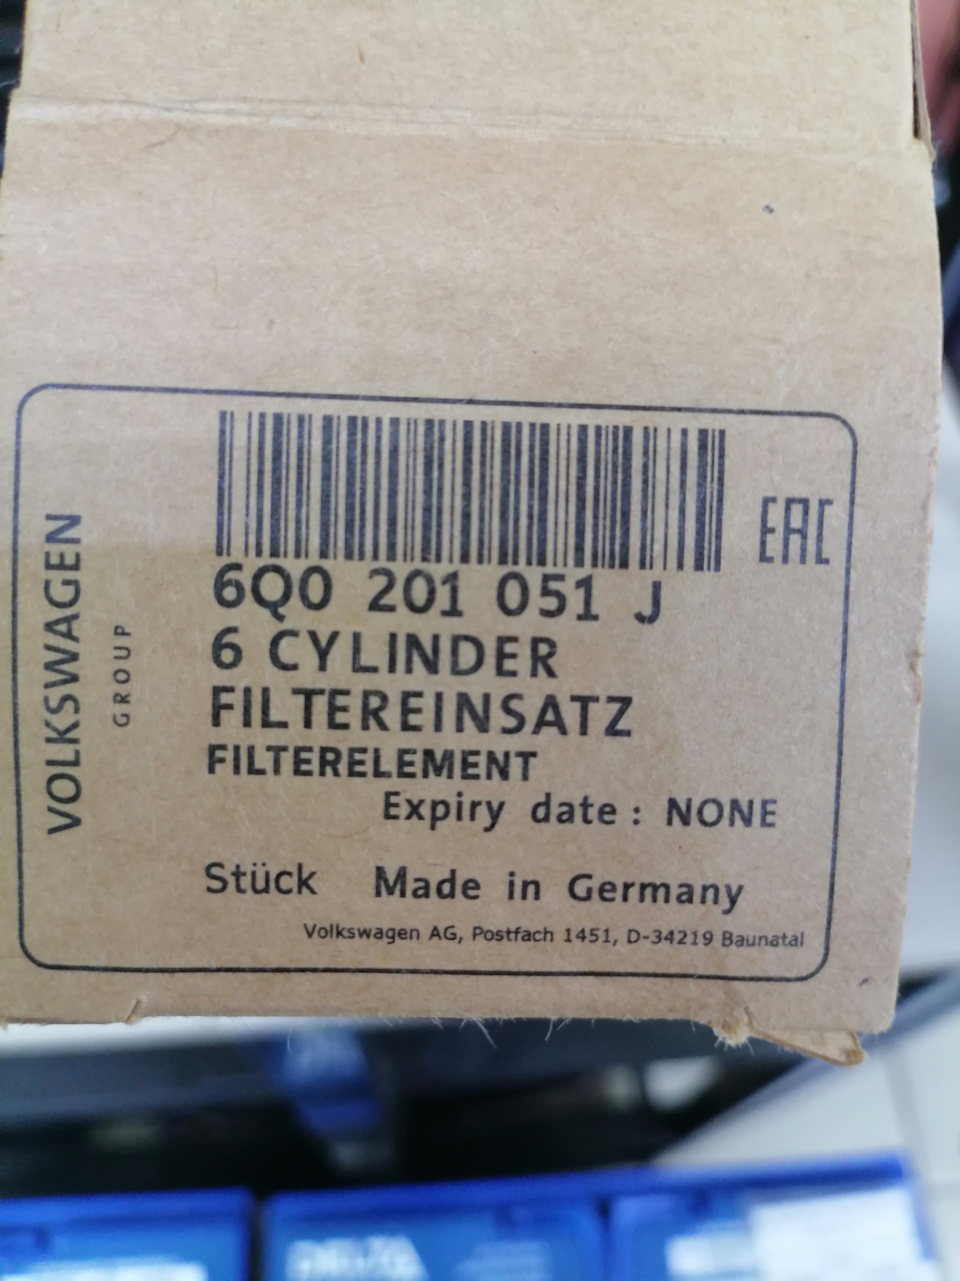 VOLKSWAGEN
GROUP
EAC
6Q0 201 051 J
6 CYLINDER
FILTEREINSATZ
FILTERELEMENT
Expiry date : NONE
Stück Made in Germany
Volkswagen AG, Postfach 1451, D-34219 Baunatal
DELTA